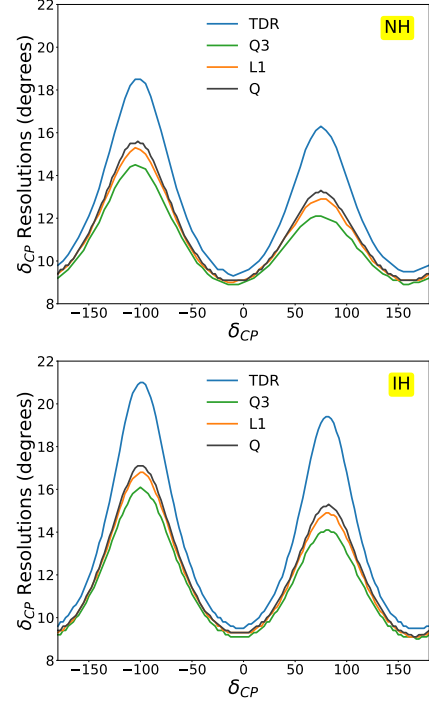 22
20
18
16
14
12
10
8
δCP Resolutions (degrees)
TDR
Q3
L1
Q
NH
−150 −100 −50 0 50 100 150
δCP
22
20
18
16
14
12
10
8
δCP Resolutions (degrees)
TDR
Q3
L1
Q
IH
−150 −100 −50 0 50 100 150
δCP